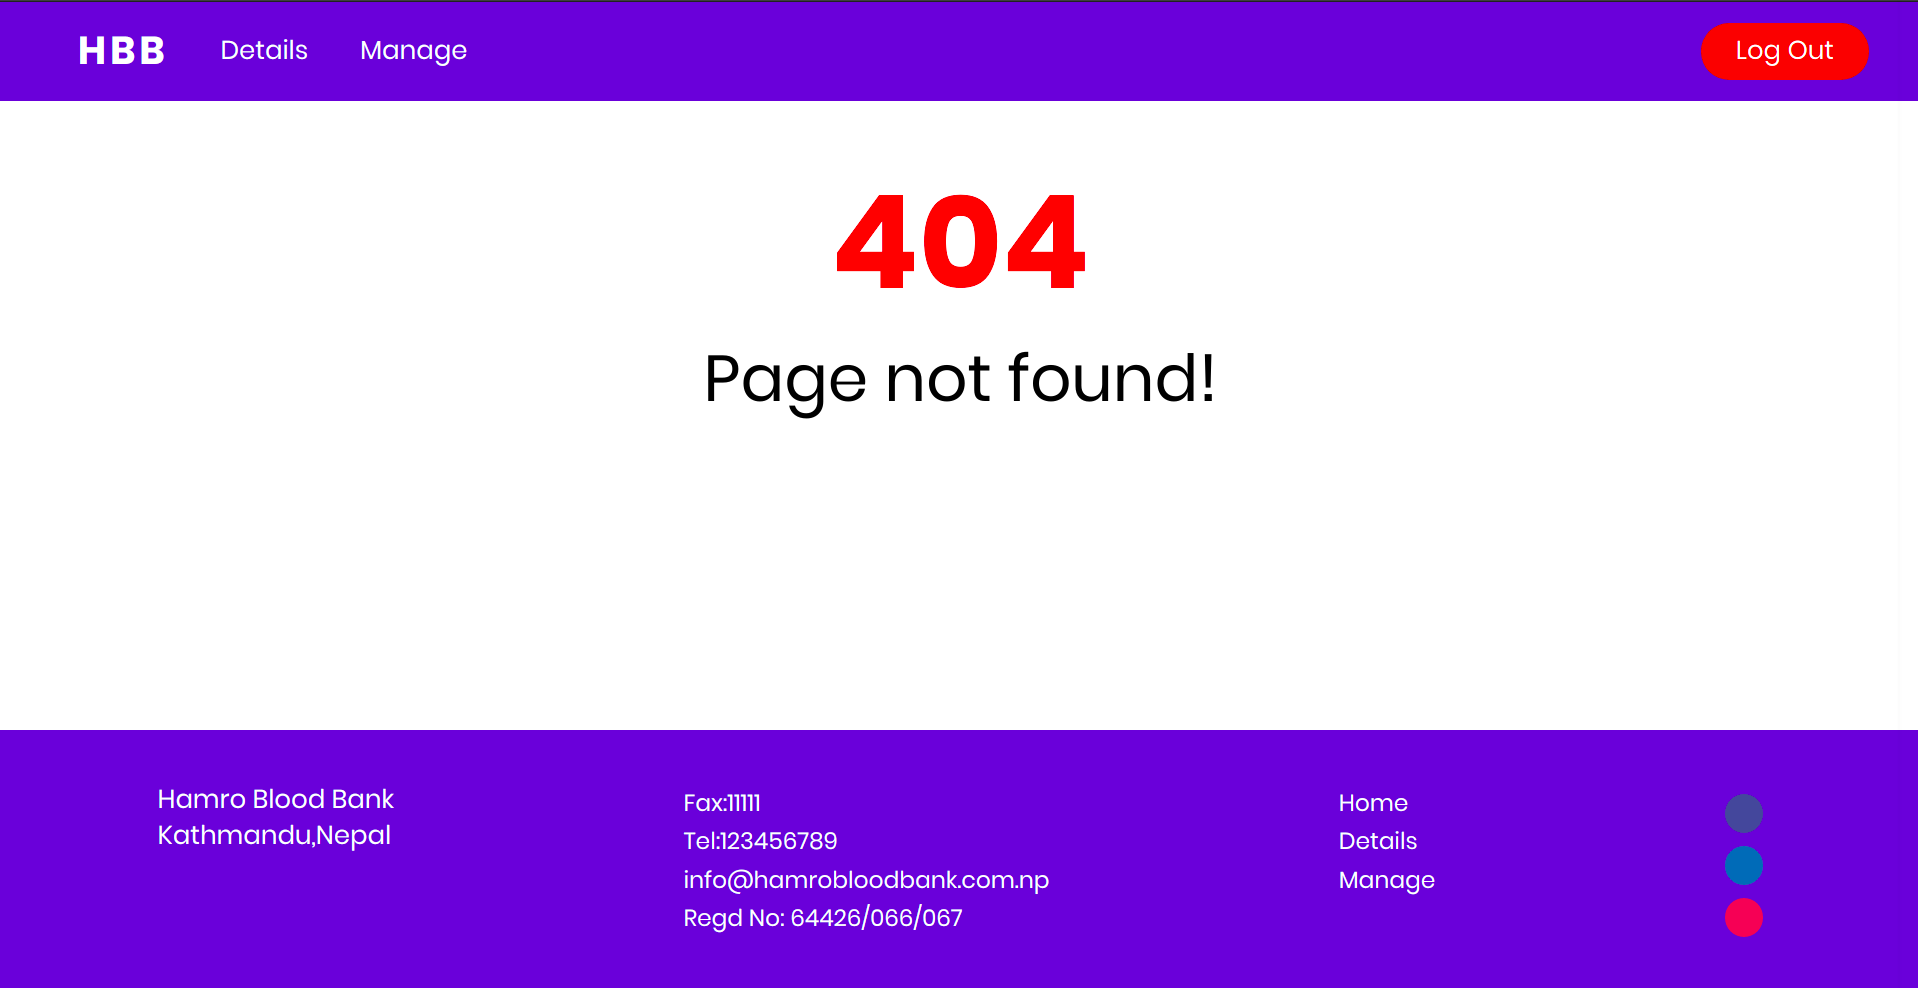 HBB Details Manage Log Out
404
Page not found!
Hamro Blood Bank
Kathmandu,Nepal
Fax:11111
Tel:123456789
info@hamrobloodbank.com.np
Regd No: 64426/066/067
Home
Details
Manage